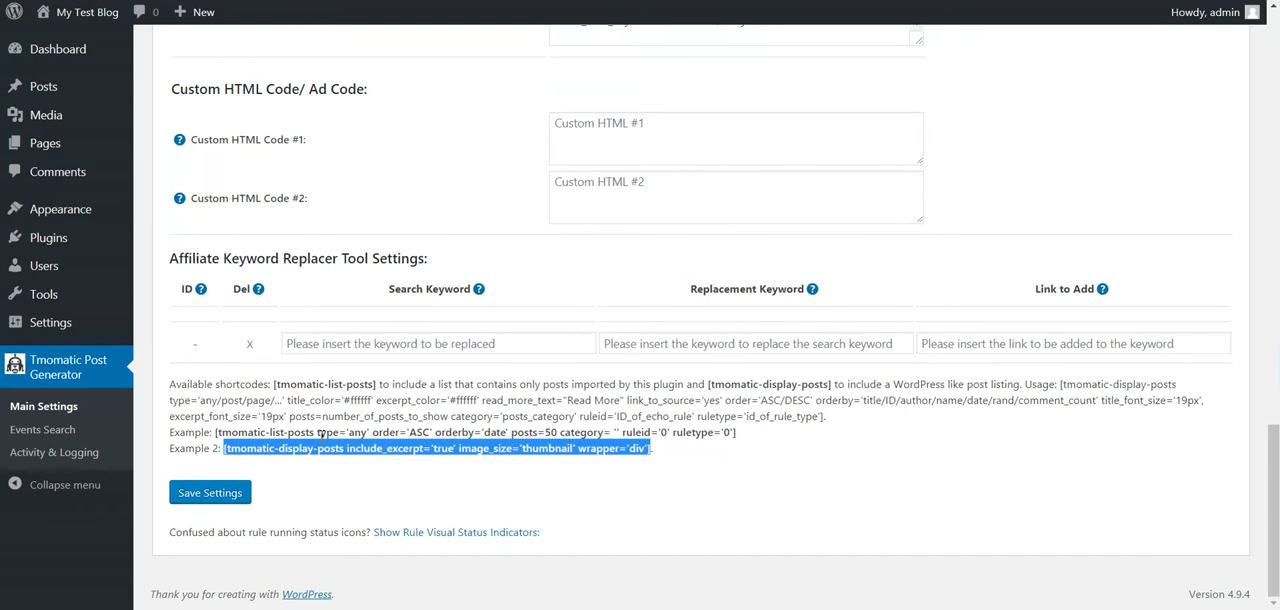 My Test Blog
0
New
Howdy, admin
Dashboard
Posts
Media
Pages
Comments
Appearance
Plugins
Users
Tools
Settings
Tmomatic Post
Generator
Main Settings
Events Search
Activity & Logging
Collapse menu
Custom HTML Code/ Ad Code:
Custom HTML Code #1:
Custom HTML #1
Custom HTML Code #2:
Custom HTML #2
Affiliate Keyword Replacer Tool Settings:
ID Del Search Keyword Replacement Keyword Link to Add
- X Please insert the keyword to be replaced Please insert the keyword to replace the search keyword Please insert the link to be added to the keyword
Available shortcodes: [tmomatic-list-posts] to include a list that contains only posts imported by this plugin and [tmomatic-display-posts] to include a WordPress like post listing. Usage: [tmomatic-display-posts
type='any/post/page/...' title_color='#ffffff' excerpt_color='#ffffff' read_more_text="Read More" link_to_source='yes' order='ASC/DESC' orderby='title/ID/author/name/date/rand/comment_count' title_font_size='19px',
excerpt_font_size='19px' posts=number_of_posts_to_show category='posts_category' ruleid='ID_of_echo_rule' ruletype='id_of_rule_type'].
Example: [tmomatic-list-posts type='any' order='ASC' orderby='date' posts=50 category= '' ruleid='0' ruletype='0']
Example 2: [tmomatic-display-posts include_excerpt='true' image_size='thumbnail' wrapper='div'].
Save Settings
Confused about rule running status icons? Show Rule Visual Status Indicators:
Thank you for creating with WordPress.
Version 4.9.4